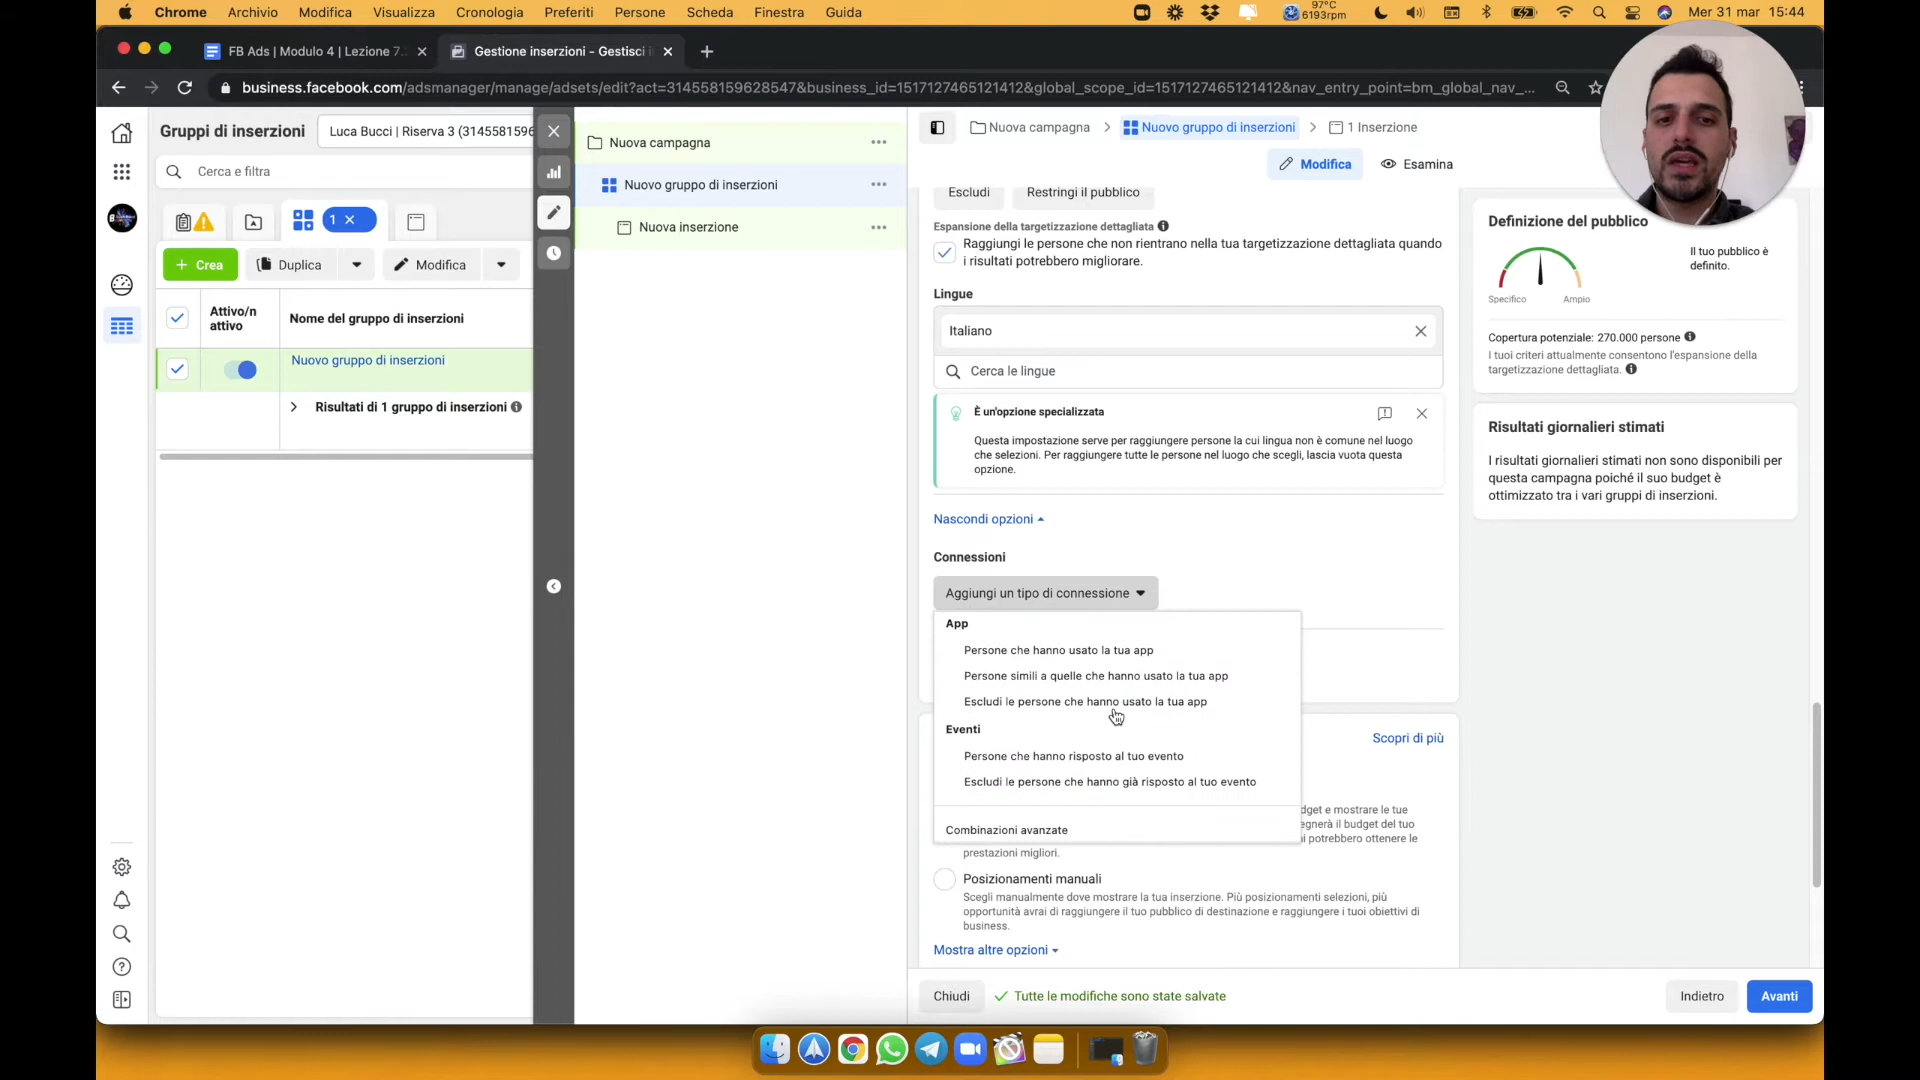 Chrome Archivio Modifica Visualizza Cronologia Preferiti Persone Scheda Finestra Guida
97°C
6193rpm
Mer 31 mar 15:44
FB Ads | Modulo 4 | Lezione 7.
Gestione inserzioni - Gestisci i
business.facebook.com/adsmanager/manage/adsets/edit?act=314558159628547&business_id=1517127465121412&global_scope_id=1517127465121412&nav_entry_point=bm_global_nav_...
Gruppi di inserzioni
Luca Bucci | Riserva 3 (3145581596
Cerca e filtra
1
Crea
Duplica
Modifica
Attivo/n
attivo
Nome del gruppo di inserzioni
Nuovo gruppo di inserzioni
Risultati di 1 gruppo di inserzioni
Nuova campagna
Nuovo gruppo di inserzioni
Nuova inserzione
Nuova campagna
Nuovo gruppo di inserzioni
1 Inserzione
Modifica
Esamina
Escludi
Restringi il pubblico
Espansione della targetizzazione dettagliata
Raggiungi le persone che non rientrano nella tua targetizzazione dettagliata quando
i risultati potrebbero migliorare.
Lingue
Italiano
Cerca le lingue
È un'opzione specializzata
Questa impostazione serve per raggiungere persone la cui lingua non è comune nel luogo
che selezioni. Per raggiungere tutte le persone nel luogo che scegli, lascia vuota questa
opzione.
Nascondi opzioni
Connessioni
Aggiungi un tipo di connessione
App
Persone che hanno usato la tua app
Persone simili a quelle che hanno usato la tua app
Escludi le persone che hanno usato la tua app
Eventi
Persone che hanno risposto al tuo evento
Escludi le persone che hanno già risposto al tuo evento
Combinazioni avanzate
Scopri di più
dget e mostrare le tue
egnerà il budget del tuo
potrebbero ottenere le
prestazioni migliori.
Posizionamenti manuali
Scegli manualmente dove mostrare la tua inserzione. Più posizionamenti selezioni, più
opportunità avrai di raggiungere il tuo pubblico di destinazione e raggiungere i tuoi obiettivi di
business.
Mostra altre opzioni
Chiudi
Tutte le modifiche sono state salvate
Indietro
Avanti
Definizione del pubblico
Il tuo pubblico è
definito.
Specifico
Ampio
Copertura potenziale: 270.000 persone
I tuoi criteri attualmente consentono l'espansione della
targetizzazione dettagliata.
Risultati giornalieri stimati
I risultati giornalieri stimati non sono disponibili per
questa campagna poiché il suo budget è
ottimizzato tra i vari gruppi di inserzioni.